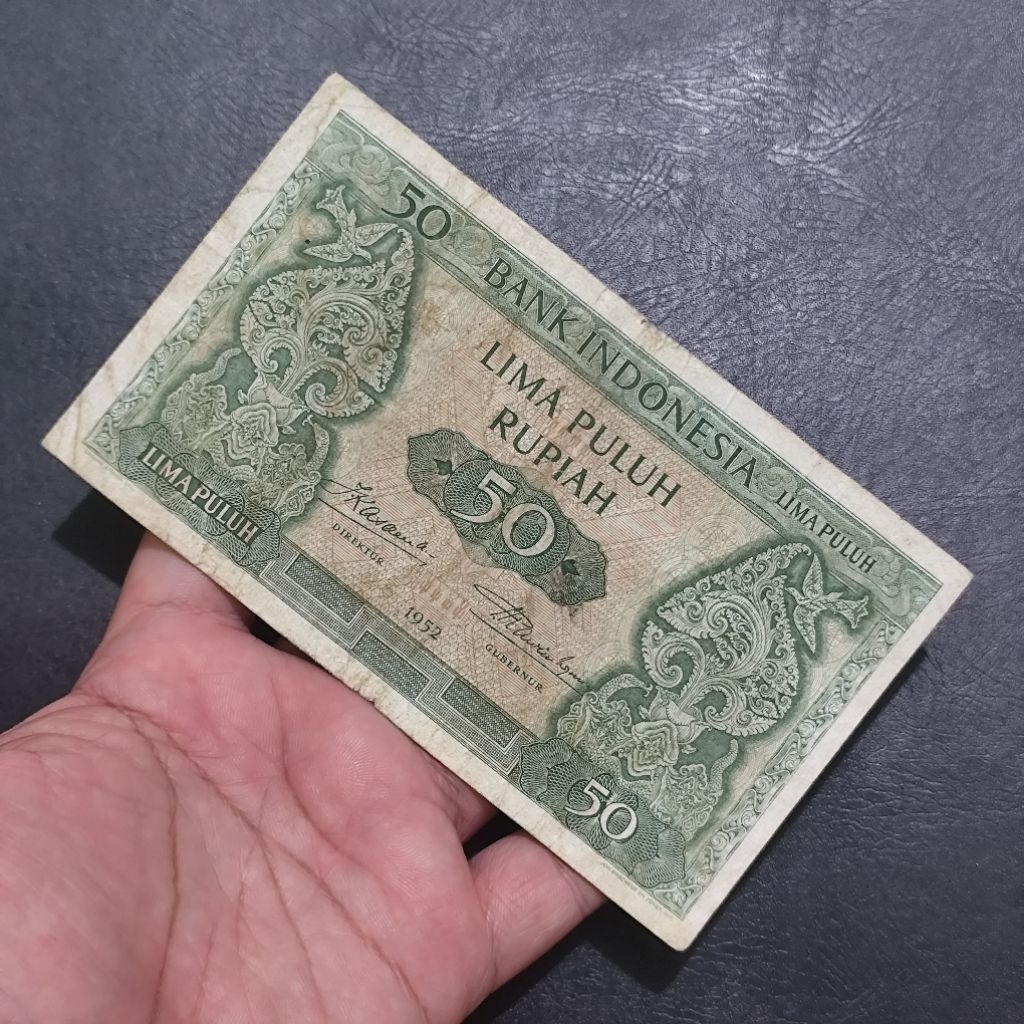 50
BANK INDONESIA
LIMA PULUH
LIMA PULUH
RUPIAH
50
DIREKTUR
GUBERNUR
1952
LIMA PULUH
50